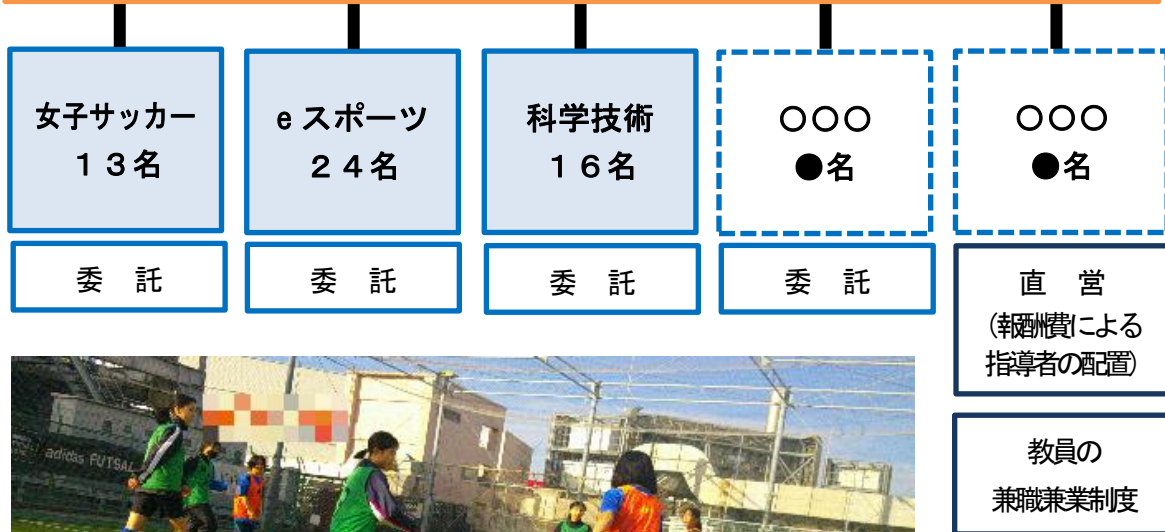 女子サッカー
１３名
eスポーツ
２４名
科学技術
１６名
○○○
●名
○○○
●名
委　託
委　託
委　託
委　託
直　営
（報酬費による
指導者の配置）
教員の
兼職兼業制度
adidas FUTSAL